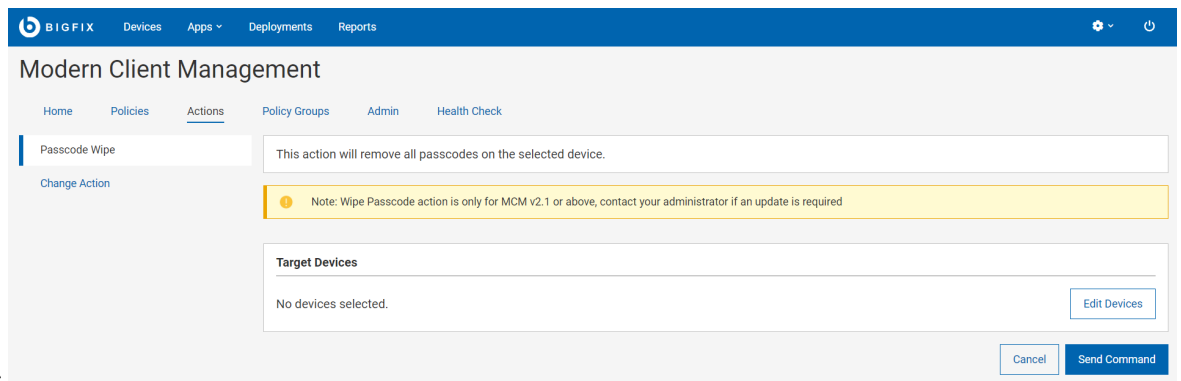 BIGFIX Devices Apps Deployments Reports
Modern Client Management
Home Policies Actions Policy Groups Admin Health Check
Passcode Wipe
Change Action
This action will remove all passcodes on the selected device.
Note: Wipe Passcode action is only for MCM v2.1 or above, contact your administrator if an update is required
Target Devices
No devices selected.
Edit Devices
Cancel Send Command